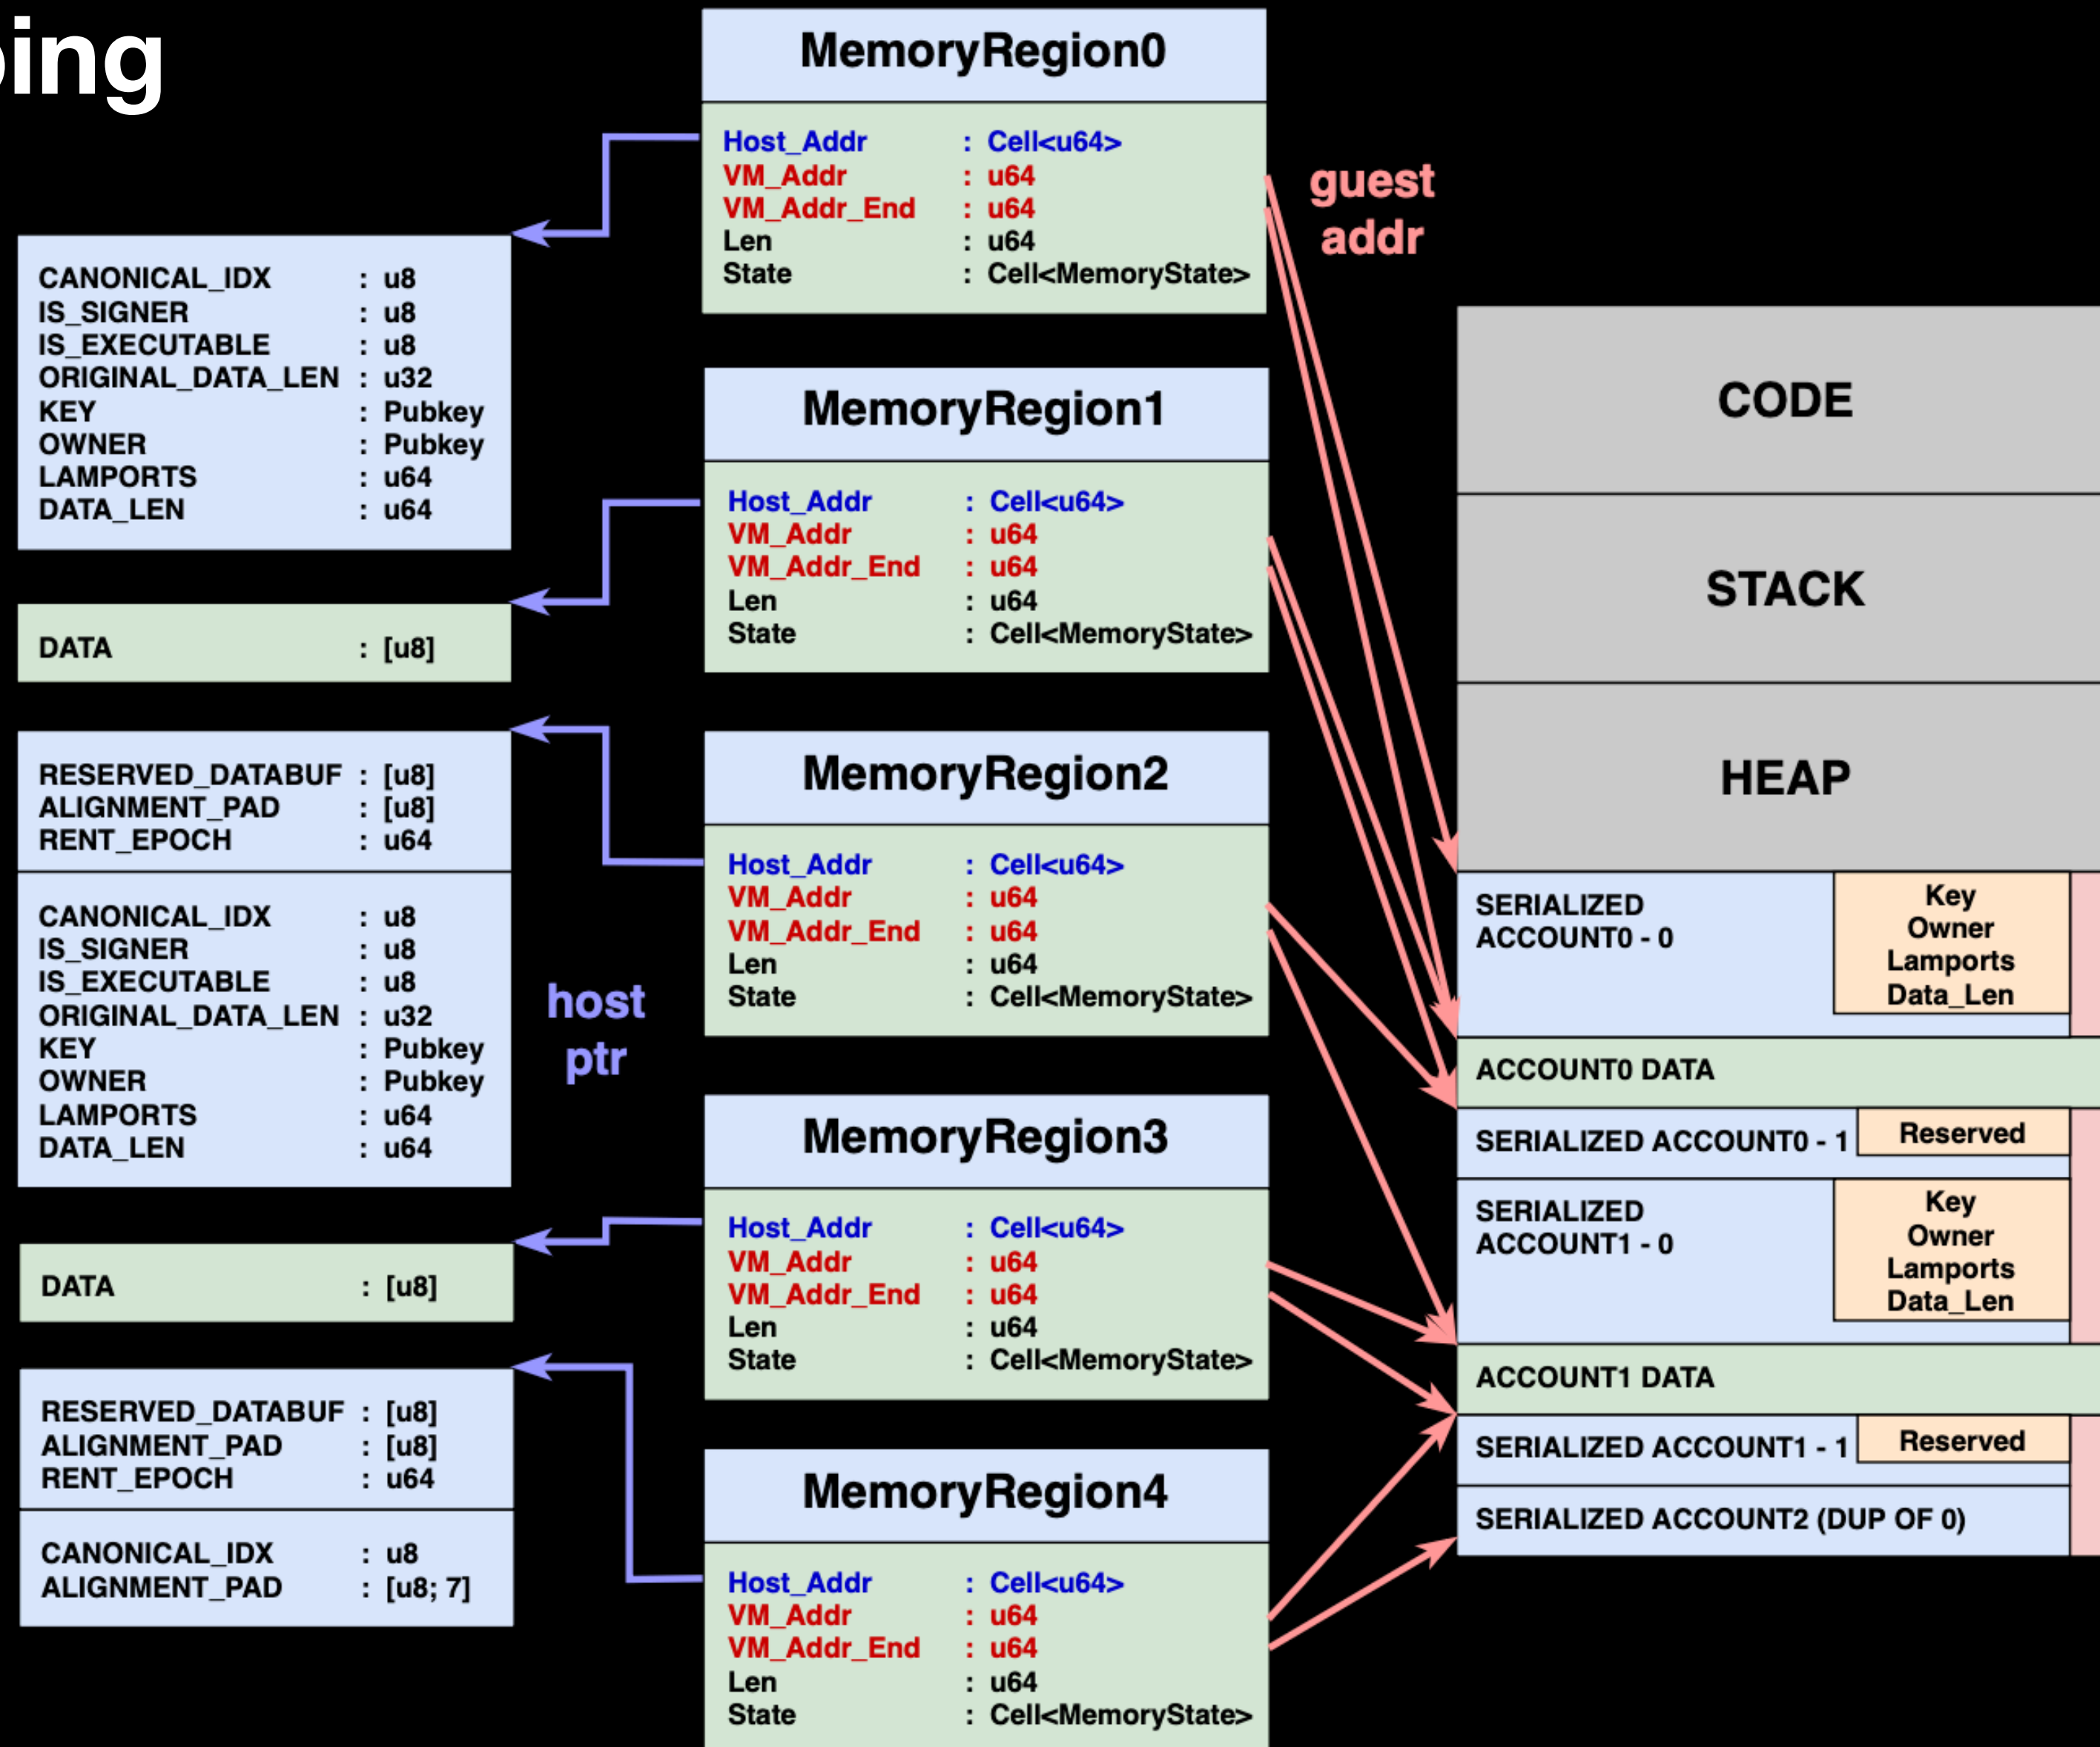 ping
MemoryRegion0
Host_Addr : Cell<u64>
VM_Addr : u64
VM_Addr_End : u64
Len : u64
State : Cell<MemoryState>
guest
addr
CANONICAL_IDX : u8
IS_SIGNER : u8
IS_EXECUTABLE : u8
ORIGINAL_DATA_LEN : u32
KEY : Pubkey
OWNER : Pubkey
LAMPORTS : u64
DATA_LEN : u64
MemoryRegion1
Host_Addr : Cell<u64>
VM_Addr : u64
VM_Addr_End : u64
Len : u64
State : Cell<MemoryState>
DATA : [u8]
MemoryRegion2
Host_Addr : Cell<u64>
VM_Addr : u64
VM_Addr_End : u64
Len : u64
State : Cell<MemoryState>
RESERVED_DATABUF : [u8]
ALIGNMENT_PAD : [u8]
RENT_EPOCH : u64
CANONICAL_IDX : u8
IS_SIGNER : u8
IS_EXECUTABLE : u8
ORIGINAL_DATA_LEN : u32
KEY : Pubkey
OWNER : Pubkey
LAMPORTS : u64
DATA_LEN : u64
host
ptr
MemoryRegion3
Host_Addr : Cell<u64>
VM_Addr : u64
VM_Addr_End : u64
Len : u64
State : Cell<MemoryState>
DATA : [u8]
MemoryRegion4
Host_Addr : Cell<u64>
VM_Addr : u64
VM_Addr_End : u64
Len : u64
State : Cell<MemoryState>
RESERVED_DATABUF : [u8]
ALIGNMENT_PAD : [u8]
RENT_EPOCH : u64
CANONICAL_IDX : u8
ALIGNMENT_PAD : [u8; 7]
CODE
STACK
HEAP
SERIALIZED
ACCOUNT0 - 0
Key
Owner
Lamports
Data_Len
ACCOUNT0 DATA
SERIALIZED ACCOUNT0 - 1
Reserved
SERIALIZED
ACCOUNT1 - 0
Key
Owner
Lamports
Data_Len
ACCOUNT1 DATA
SERIALIZED ACCOUNT1 - 1
Reserved
SERIALIZED ACCOUNT2 (DUP OF 0)